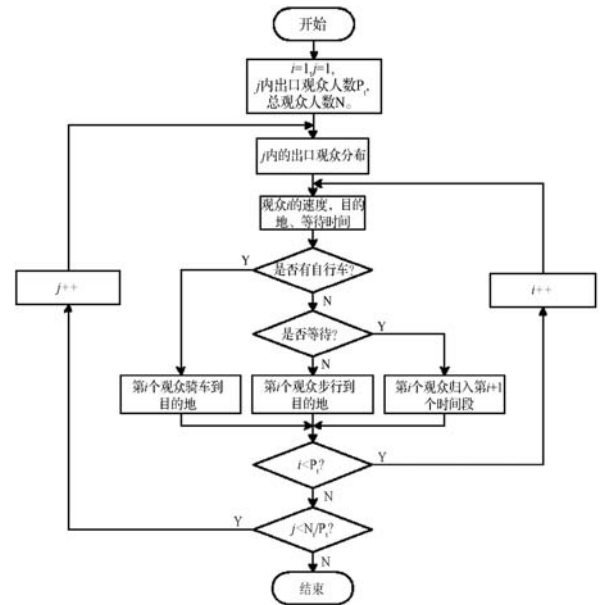 开始
i=1,j=1,
j内出口观众人数Pt,
总观众人数N。
j内的出口观众分布
观众i的速度、目的
地、等待时间
是否有自行车?
Y
N
j++
i++
是否等待?
Y
N
第i个观众骑车到
目的地
第i个观众步行到
目的地
第i个观众归入第i+1
个时间段
i<Pt?
Y
N
j<Nt/Pt?
Y
N
结束